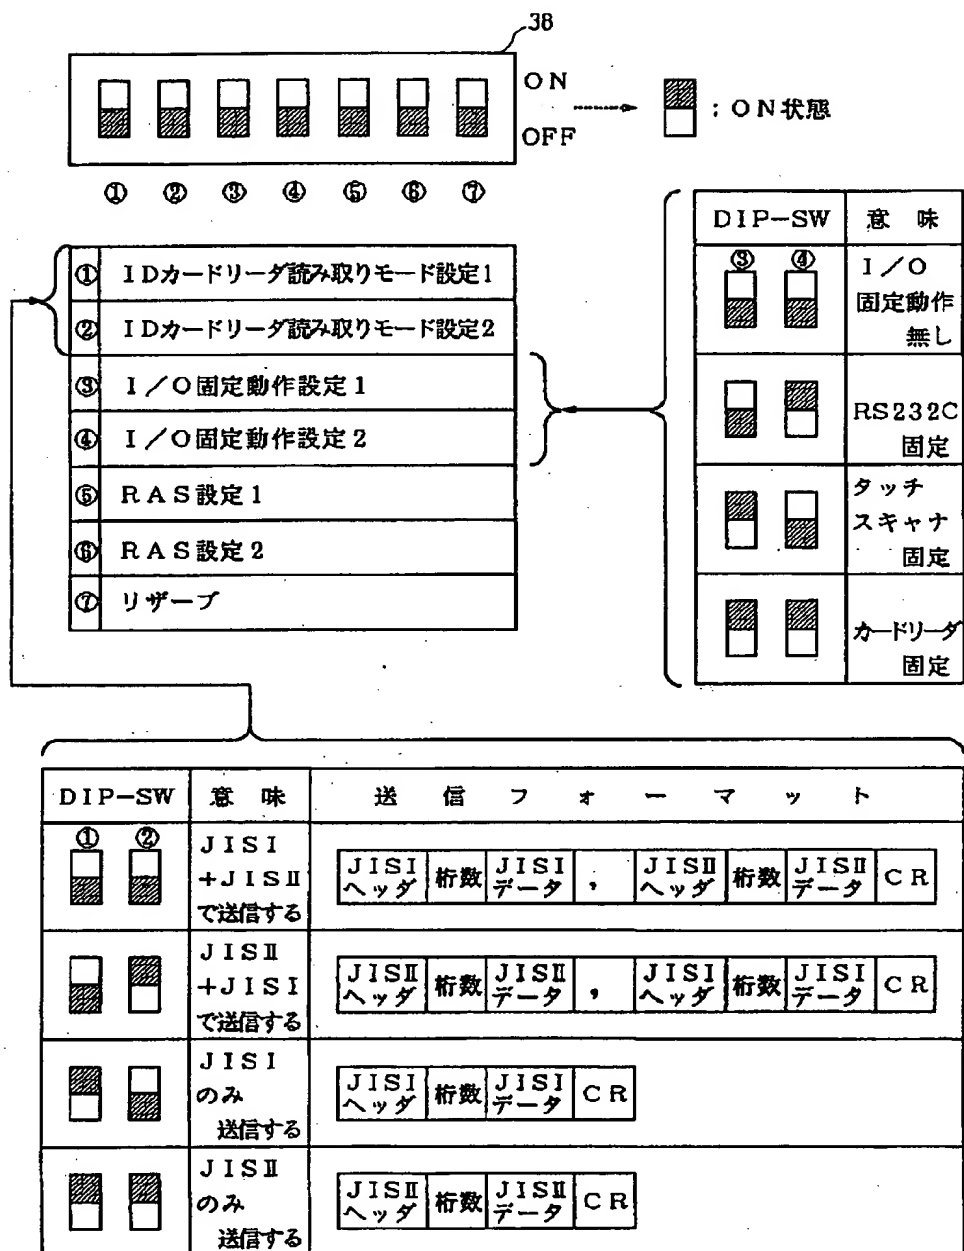 38
ON
OFF
:ON状態
① ② ③ ④ ⑤ ⑥ ⑦
① IDカードリーダ読み取りモード設定1
② IDカードリーダ読み取りモード設定2
③ I/O固定動作設定1
④ I/O固定動作設定2
⑤ RAS設定1
⑥ RAS設定2
⑦ リザーブ
DIP-SW 意味
③ ④ I/O
固定動作
無し
RS232C
固定
タッチ
スキャナ
固定
カードリーダ
固定
DIP-SW 意味 送信フォーマット
① ② JISI
+JISⅡ
で送信する
JISI
ヘッダ 桁数 JISI
データ , JISⅡ
ヘッダ 桁数 JISⅡ
データ CR
JISⅡ
+JISI
で送信する
JISⅡ
ヘッダ 桁数 JISⅡ
データ , JISI
ヘッダ 桁数 JISI
データ CR
JISI
のみ
送信する
JISI
ヘッダ 桁数 JISI
データ CR
JISⅡ
のみ
送信する
JISⅡ
ヘッダ 桁数 JISⅡ
データ CR